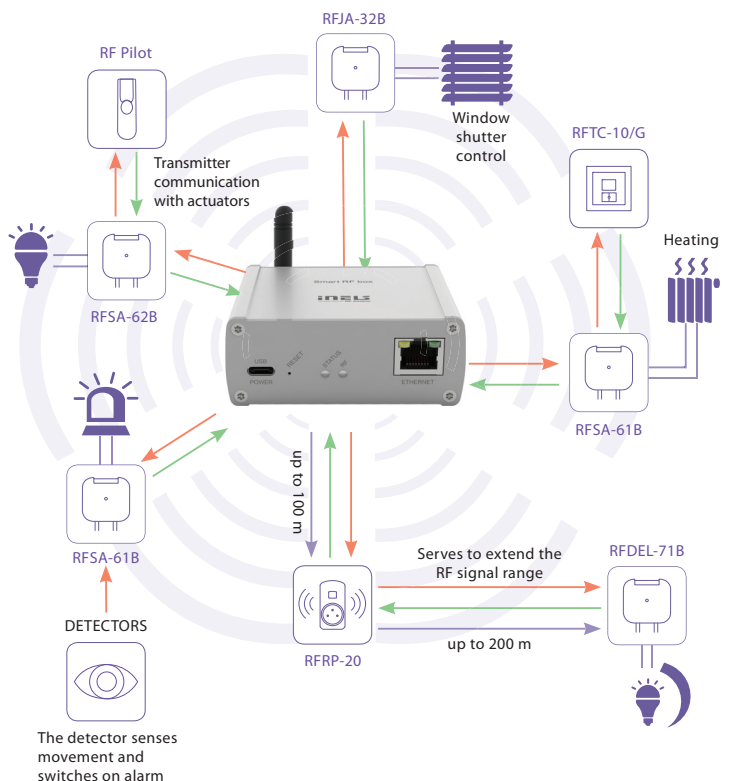 RFJA-32B
RF Pilot
Window
shutter
control
RFTC-10/G
Transmitter
communication
with actuators
Heating
RFSA-62B
Smart RF box
iNELS
USB
POWER
RESET
STATUS
RF
ETHERNET
RFSA-61B
RFSA-61B
up to 100 m
Serves to extend the
RF signal range
RFDEL-71B
up to 200 m
RFRP-20
DETECTORS
The detector senses
movement and
switches on alarm